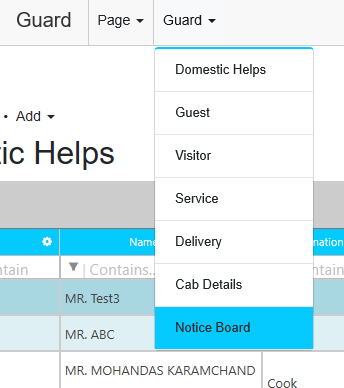 Guard Page Guard
Domestic Helps
Guest
• Add
Visitor
tic Helps
Service
Delivery
Name
mation
ntain
Contains..
ntain
Cab Details
MR. Test3
Notice Board
MR. ABC
MR. MOHANDAS KARAMCHAND
Cook